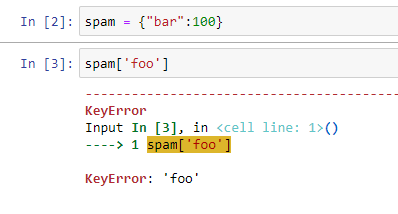 In [2]: spam = {"bar":100}
In [3]: spam['foo']
---------------------------------------
KeyError
Input In [3], in <cell line: 1>()
----> 1 spam['foo']
KeyError: 'foo'